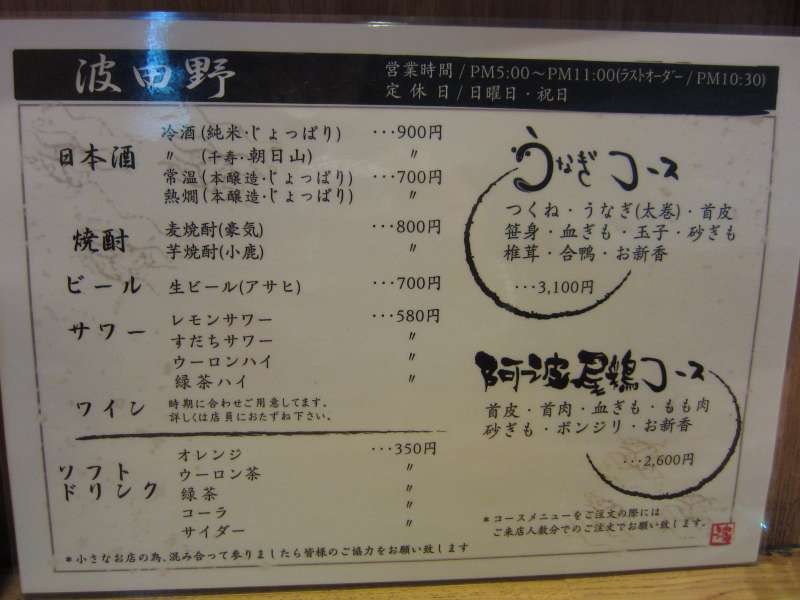 波田野
営業時間 / PM5:00～PM11:00(ラストオーダー / PM10:30)
定休日 / 日曜日・祝日
日本酒
冷酒(純米・じょっぱり) ・・・900円
〃 (千寿・朝日山) 〃
常温(本醸造・じょっぱり) ・・・700円
熱燗(本醸造・じょっぱり) 〃
焼酎
麦焼酎(豪気) ・・・800円
芋焼酎(小鹿) 〃
ビール 生ビール(アサヒ) ・・・700円
サワー
レモンサワー ・・・580円
すだちサワー 〃
ウーロンハイ 〃
緑茶ハイ 〃
ワイン
時期に合わせご用意してます。
詳しくは店員におたずね下さい。
ソフト
ドリンク
オレンジ ・・・350円
ウーロン茶 〃
緑茶 〃
コーラ 〃
サイダー 〃
*小さなお店の為、混み合って参りましたら皆様のご協力をお願い致します
うなぎコース
つくね・うなぎ(太巻)・首皮
笹身・血ぎも・玉子・砂ぎも
椎茸・合鴨・お新香
・・・3,100円
阿波尾鶏コース
首皮・首肉・血ぎも・もも肉
砂ぎも・ボンジリ・お新香
・・・2,600円
*コースメニューをご注文の際には
ご来店人数分でのご注文でお願い致します。